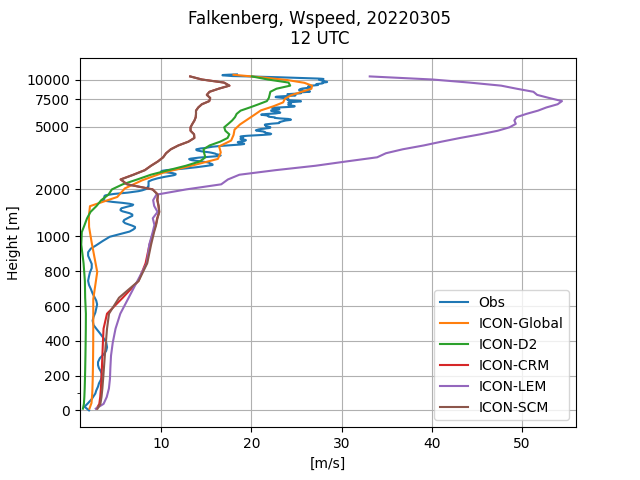 Falkenberg, Wspeed, 20220305
12 UTC
10000
7500
5000
2000
1000
800
600
400
200
0
Height [m]
Obs
ICON-Global
ICON-D2
ICON-CRM
ICON-LEM
ICON-SCM
10 20 30 40 50
[m/s]